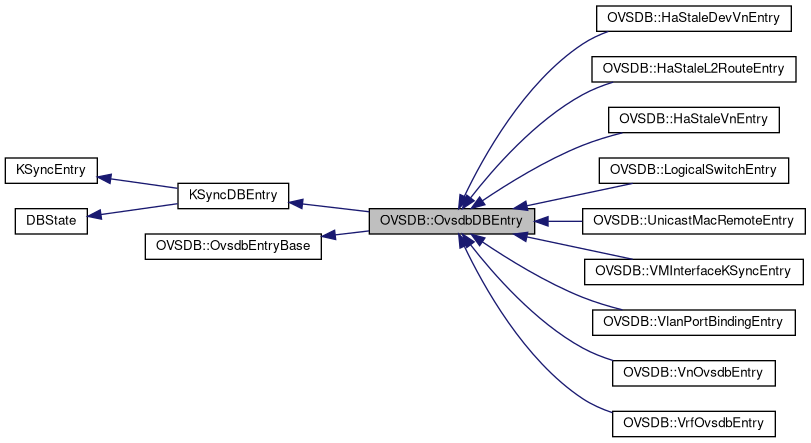 OVSDB::HaStaleDevVnEntry
OVSDB::HaStaleL2RouteEntry
OVSDB::HaStaleVnEntry
KSyncEntry
OVSDB::LogicalSwitchEntry
KSyncDBEntry
DBState
OVSDB::OvsdbDBEntry
OVSDB::UnicastMacRemoteEntry
OVSDB::OvsdbEntryBase
OVSDB::VMInterfaceKSyncEntry
OVSDB::VlanPortBindingEntry
OVSDB::VnOvsdbEntry
OVSDB::VrfOvsdbEntry